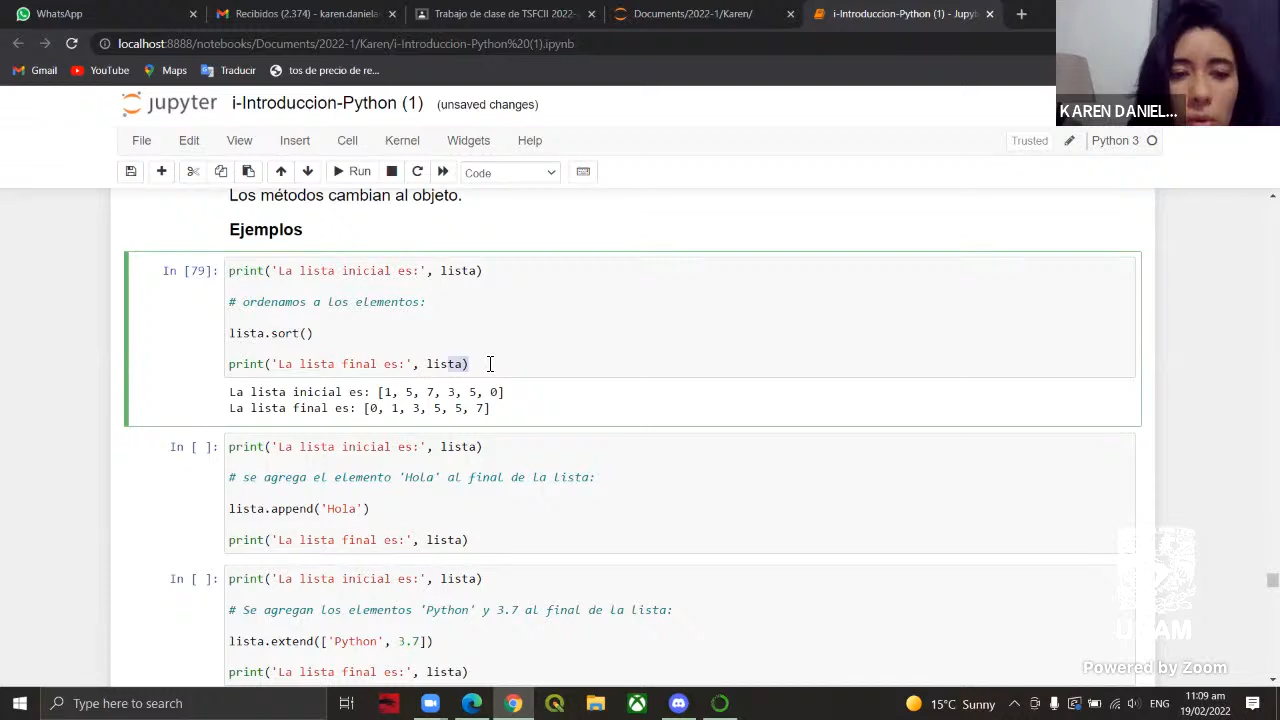 WhatsApp
Recibidos (2.374) - karen.daniela
Trabajo de clase de TSFCII 2022-
Documents/2022-1/Karen/
i-Introduccion-Python (1) - Jupyt
localhost:8888/notebooks/Documents/2022-1/Karen/i-Introduccion-Python%20(1).ipynb
Gmail
YouTube
Maps
Traducir
tos de precio de re...
KAREN DANIEL...
jupyter
i-Introduccion-Python (1)
(unsaved changes)
File
Edit
View
Insert
Cell
Kernel
Widgets
Help
Trusted
Python 3
Run
Code
Los métodos cambian al objeto.
Ejemplos
In [79]:
print('La lista inicial es:', lista)
# ordenamos a los elementos:
lista.sort()
print('La lista final es:', lista)
La lista inicial es: [1, 5, 7, 3, 5, 0]
La lista final es: [0, 1, 3, 5, 5, 7]
In [ ]:
print('La lista inicial es:', lista)
# se agrega el elemento 'Hola' al final de la lista:
lista.append('Hola')
print('La lista final es:', lista)
In [ ]:
print('La lista inicial es:', lista)
# Se agregan los elementos 'Python' y 3.7 al final de la lista:
lista.extend(['Python', 3.7])
print('La lista final es:', lista)
UNAM
Powered by Zoom
Type here to search
15°C Sunny
ENG
11:09 am
19/02/2022